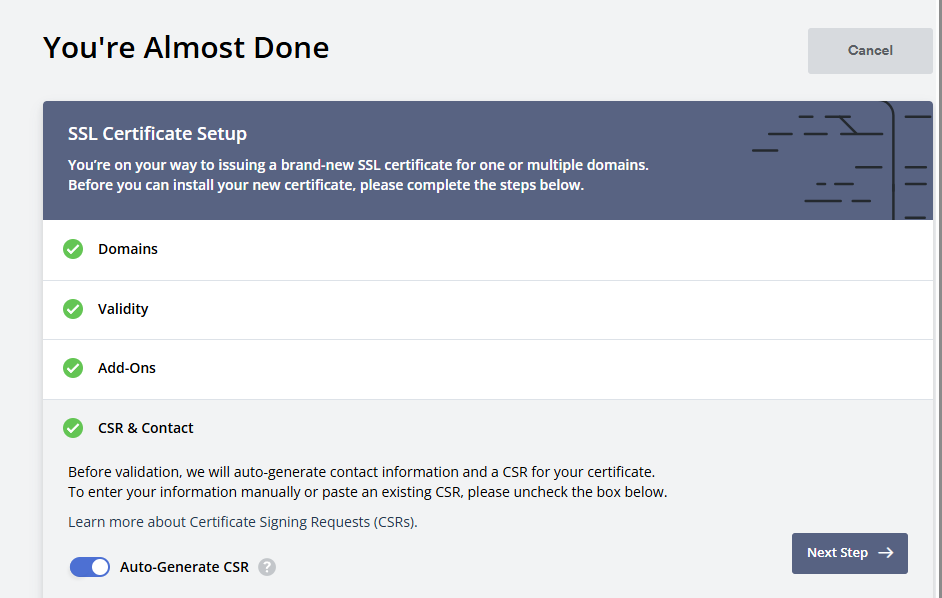 You're Almost Done
Cancel
SSL Certificate Setup
You’re on your way to issuing a brand-new SSL certificate for one or multiple domains.
Before you can install your new certificate, please complete the steps below.
Domains
Validity
Add-Ons
CSR & Contact
Before validation, we will auto-generate contact information and a CSR for your certificate.
To enter your information manually or paste an existing CSR, please uncheck the box below.
Learn more about Certificate Signing Requests (CSRs).
Auto-Generate CSR ?
Next Step →